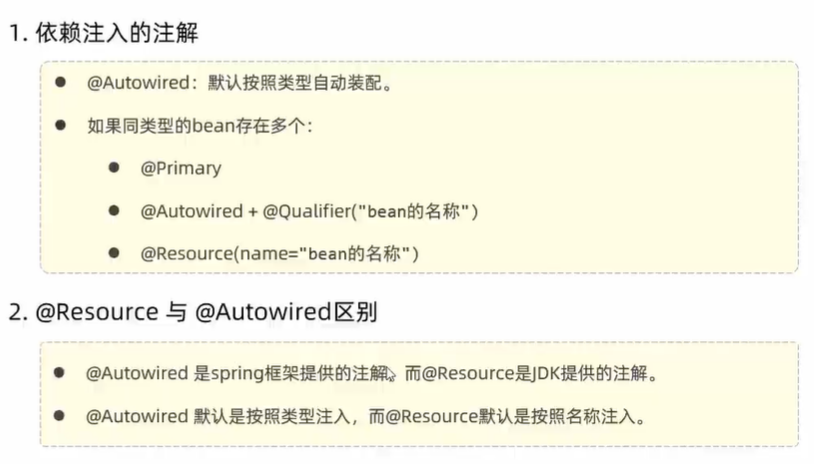 1. 依赖注入的注解
@Autowired：默认按照类型自动装配。
如果同类型的bean存在多个：
@Primary
@Autowired + @Qualifier("bean的名称")
@Resource(name="bean的名称")
2. @Resource 与 @Autowired区别
@Autowired 是spring框架提供的注解，而@Resource是JDK提供的注解。
@Autowired 默认是按照类型注入，而@Resource默认是按照名称注入。